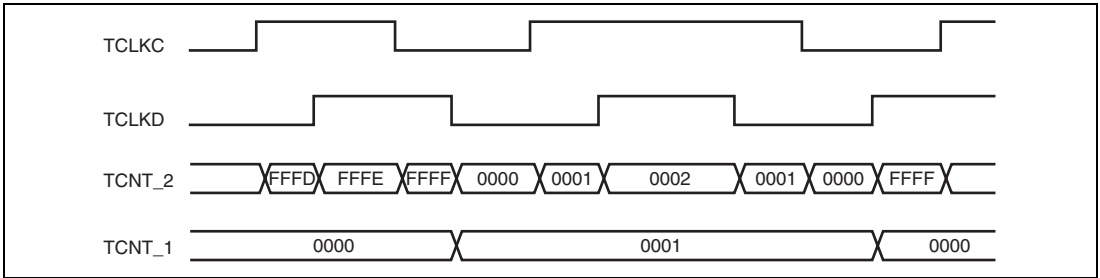 TCLKC
TCLKD
TCNT_2 FFFD FFFE FFFF 0000 0001 0002 0001 0000 FFFF
TCNT_1 0000 0001 0000